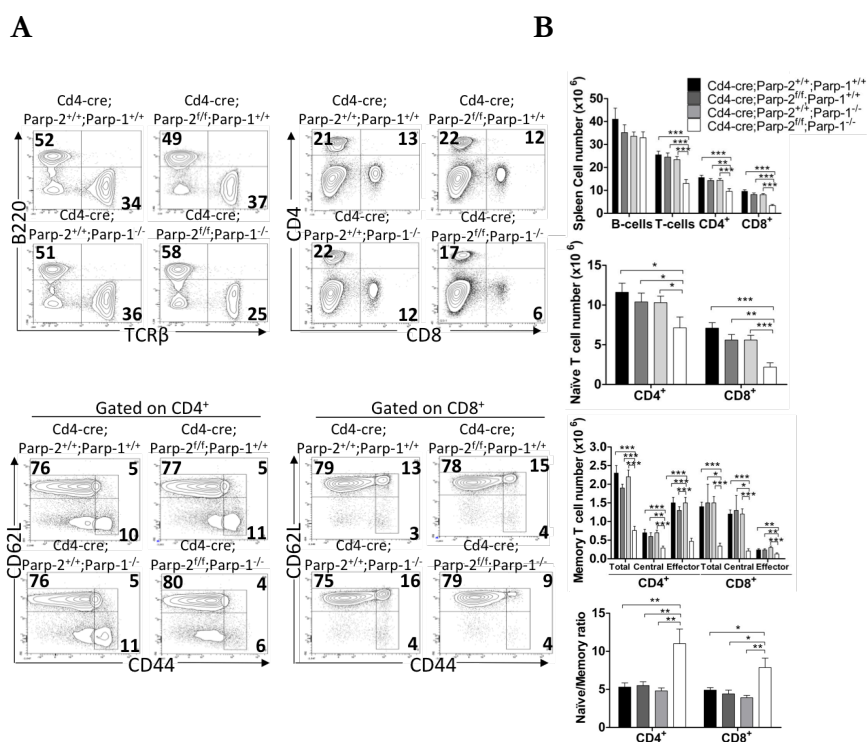 A
B
Cd4-cre;
Parp-2+/+;Parp-1+/+
Cd4-cre;
Parp-2f/f;Parp-1+/+
52
34
49
37
Cd4-cre;
Parp-2+/+;Parp-1-/-
Cd4-cre;
Parp-2f/f;Parp-1-/-
51
36
58
25
B220
TCRβ
Cd4-cre;
Parp-2+/+;Parp-1+/+
Cd4-cre;
Parp-2f/f;Parp-1+/+
21
13
22
12
Cd4-cre;
Parp-2+/+;Parp-1-/-
Cd4-cre;
Parp-2f/f;Parp-1-/-
22
12
17
6
CD4
CD8
Gated on CD4+
Cd4-cre;
Parp-2+/+;Parp-1+/+
Cd4-cre;
Parp-2f/f;Parp-1+/+
76
5
10
77
5
11
Cd4-cre;
Parp-2+/+;Parp-1-/-
Cd4-cre;
Parp-2f/f;Parp-1-/-
76
5
11
80
4
6
CD62L
CD44
Gated on CD8+
Cd4-cre;
Parp-2+/+;Parp-1+/+
Cd4-cre;
Parp-2f/f;Parp-1+/+
79
13
3
78
15
4
Cd4-cre;
Parp-2+/+;Parp-1-/-
Cd4-cre;
Parp-2f/f;Parp-1-/-
75
16
4
79
9
4
CD62L
CD44
Cd4-cre;Parp-2+/+;Parp-1+/+
Cd4-cre;Parp-2f/f;Parp-1+/+
Cd4-cre;Parp-2+/+;Parp-1-/-
Cd4-cre;Parp-2f/f;Parp-1-/-
Spleen Cell number (x10 6)
50
40
30
20
10
0
*** *** ***
*** ** ***
*** *** ***
B-cells T-cells CD4+ CD8+
Naïve T cell number (x10 6)
15
10
5
0
* * *
*** ** ***
CD4+ CD8+
Memory T cell number (x10 6)
3.0
2.5
2.0
1.5
1.0
0.5
0.0
*** *** ***
*** ** ***
*** *** ***
*** * ***
*** * ***
** ** ***
Total Central Effector Total Central Effector
CD4+ CD8+
Naïve/Memory ratio
15
10
5
0
** ** **
* * **
CD4+ CD8+